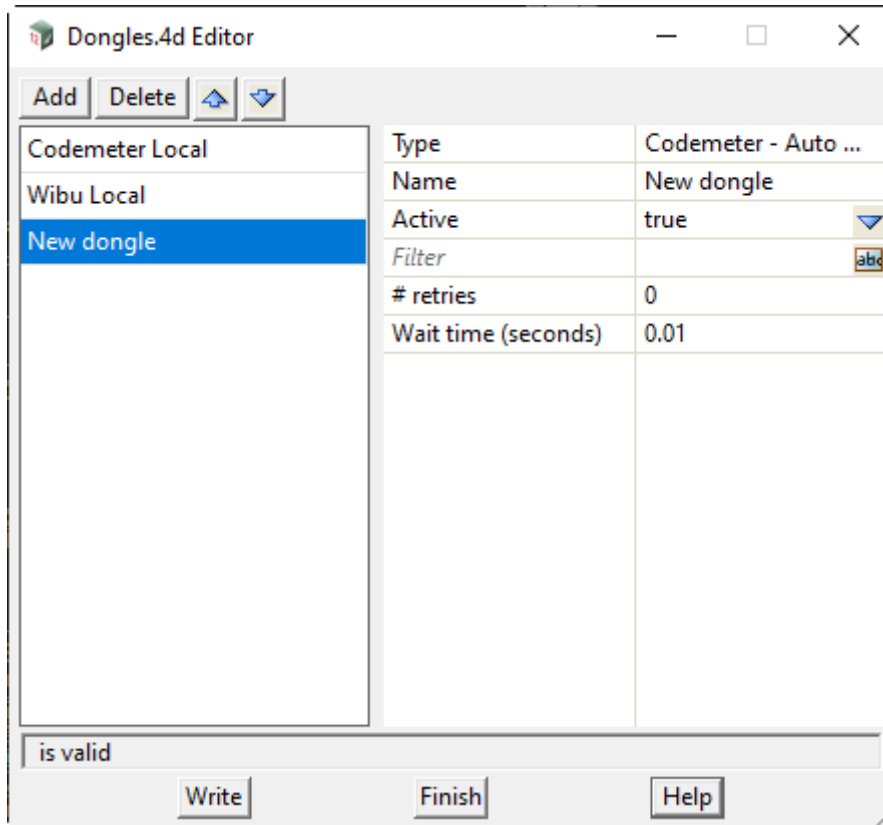 Dongles.4d Editor
Add Delete
Codemeter Local
Wibu Local
New dongle
Type Codemeter - Auto ...
Name New dongle
Active true
Filter abc
# retries 0
Wait time (seconds) 0.01
is valid
Write Finish Help